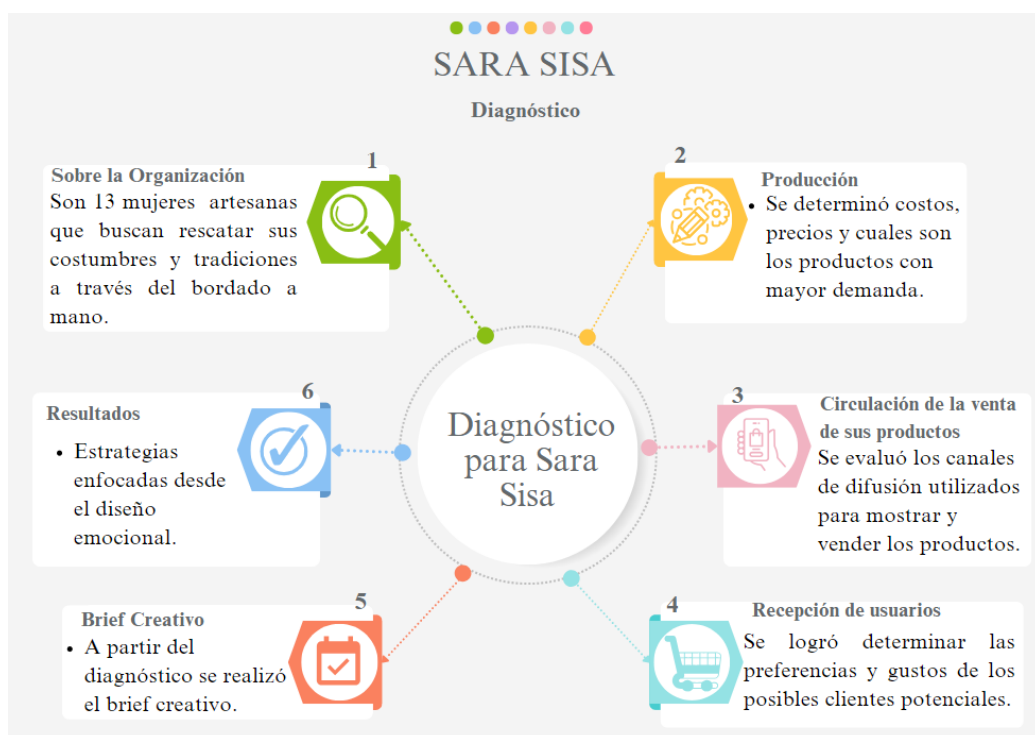 SARA SISA
Diagnóstico
1
Sobre la Organización
Son 13 mujeres artesanas
que buscan rescatar sus
costumbres y tradiciones
a través del bordado a
mano.
2
Producción
• Se determinó costos,
precios y cuales son
los productos con
mayor demanda.
3
Circulación de la venta
de sus productos
Se evaluó los canales
de difusión utilizados
para mostrar y
vender los productos.
4
Recepción de usuarios
Se logró determinar las
preferencias y gustos de los
posibles clientes potenciales.
5
Brief Creativo
• A partir del
diagnóstico se realizó
el brief creativo.
6
Resultados
• Estrategias
enfocadas desde
el diseño
emocional.
Diagnóstico
para Sara
Sisa